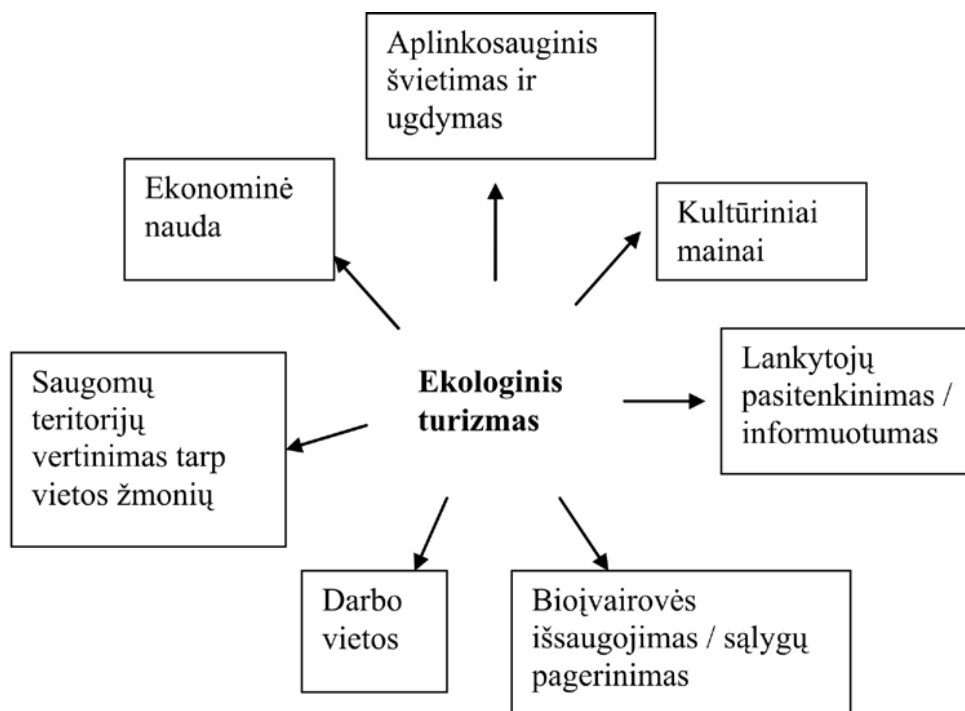 Aplinkosauginis
švietimas ir
ugdymas
Ekonominė
nauda
Kultūriniai
mainai
Ekologinis
turizmas
Lankytojų
pasitenkinimas /
informuotumas
Saugomų
teritorijų
vertinimas tarp
vietos žmonių
Darbo
vietos
Bioįvairovės
išsaugojimas / sąlygų
pagerinimas